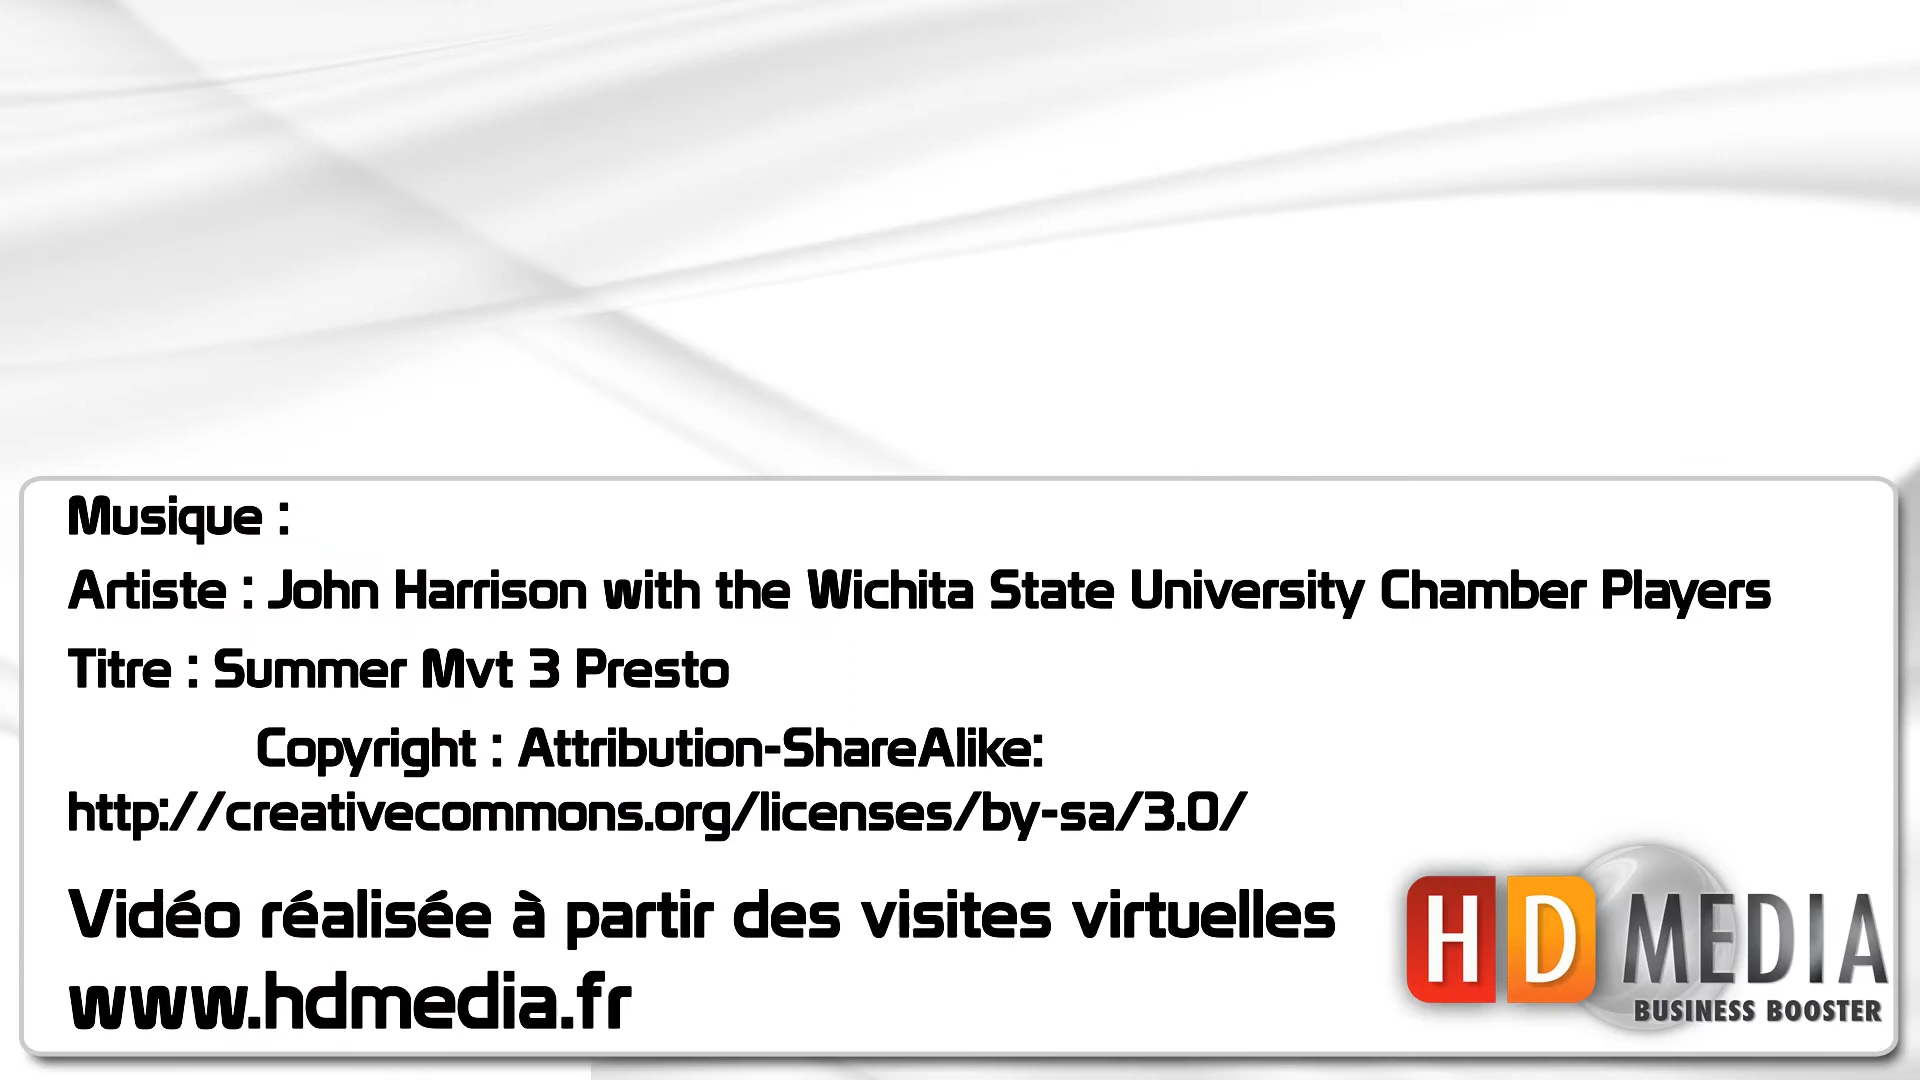 Musique :
Artiste : John Harrison with the Wichita State University Chamber Players
Titre : Summer Mvt 3 Presto
Copyright : Attribution-ShareAlike:
http://creativecommons.org/licenses/by-sa/3.0/
Vidéo réalisée à partir des visites virtuelles
www.hdmedia.fr
HD MEDIA
BUSINESS BOOSTER